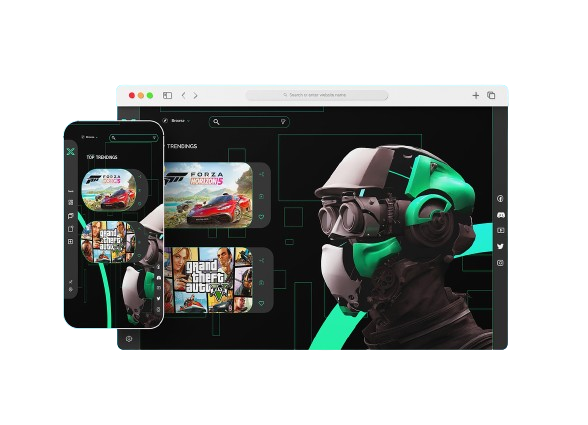 Search or enter website name
Browse
TOP TRENDINGS
FORZA
HORIZON 5
grand
theft
auto
V
Browse
TRENDINGS
FORZA
HORIZON 5
grand
theft
auto
V